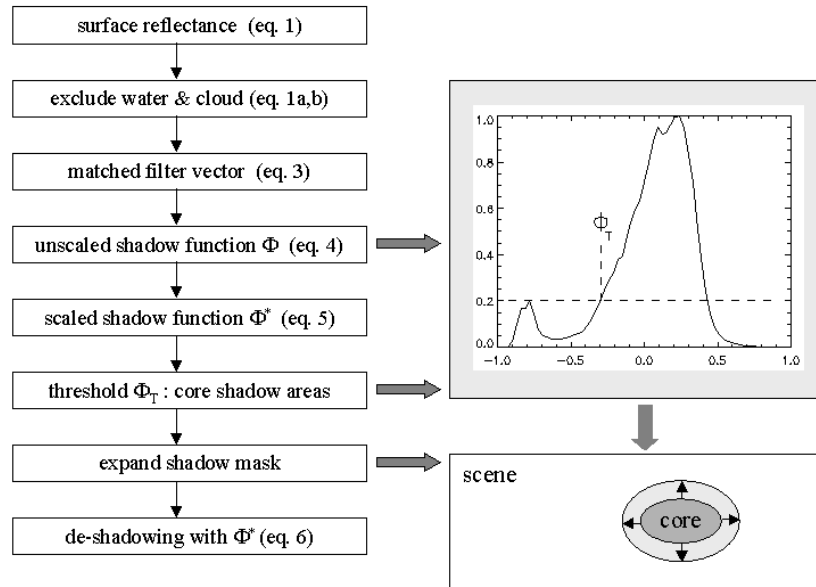 surface reflectance (eq. 1)
exclude water & cloud (eq. 1a,b)
matched filter vector (eq. 3)
unscaled shadow function Φ (eq. 4)
scaled shadow function Φ* (eq. 5)
threshold Φ_T : core shadow areas
expand shadow mask
de-shadowing with Φ* (eq. 6)
1.0
0.8
0.6
0.4
0.2
0.0
Φ_T
-1.0 -0.5 0.0 0.5 1.0
scene
core